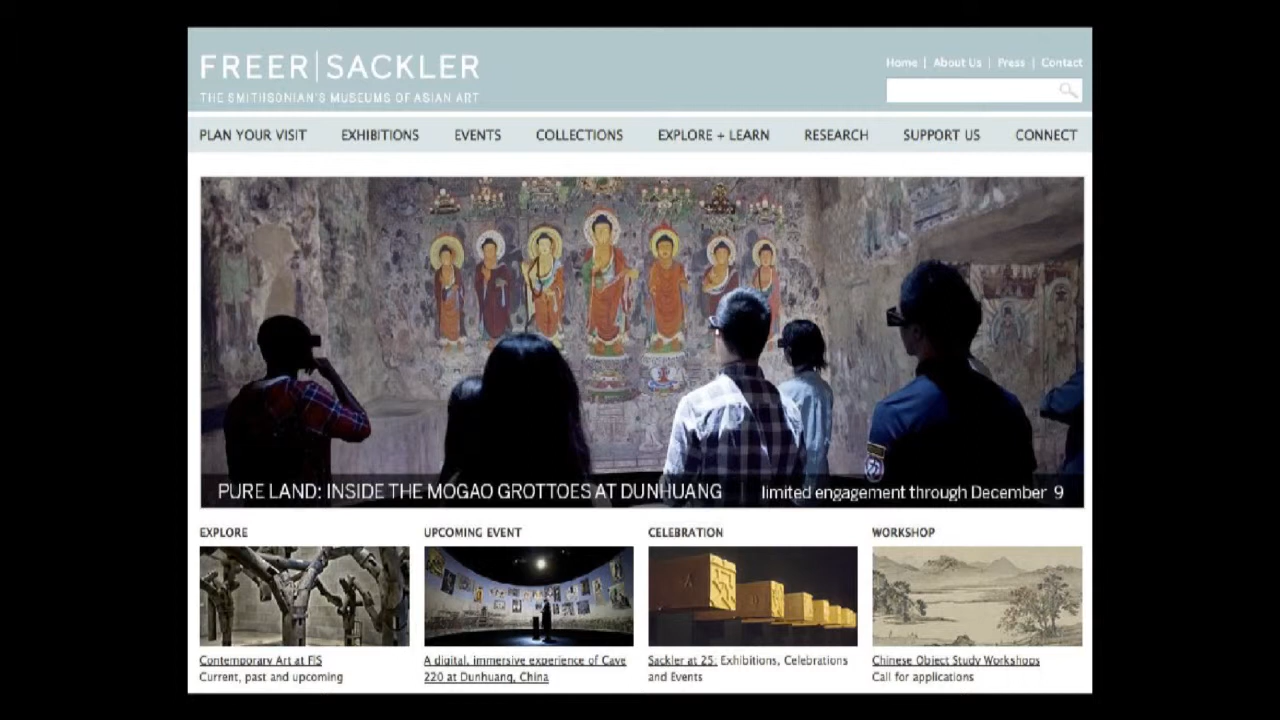 FREER|SACKLER
THE SMITHSONIAN'S MUSEUMS OF ASIAN ART
Home | About Us | Press | Contact
PLAN YOUR VISIT EXHIBITIONS EVENTS COLLECTIONS EXPLORE + LEARN RESEARCH SUPPORT US CONNECT
PURE LAND: INSIDE THE MOGAO GROTTOES AT DUNHUANG limited engagement through December 9
EXPLORE
Contemporary Art at F|S
Current, past and upcoming
UPCOMING EVENT
A digital, immersive experience of Cave
220 at Dunhuang, China
CELEBRATION
Sackler at 25: Exhibitions, Celebrations
and Events
WORKSHOP
Chinese Object Study Workshops
Call for applications